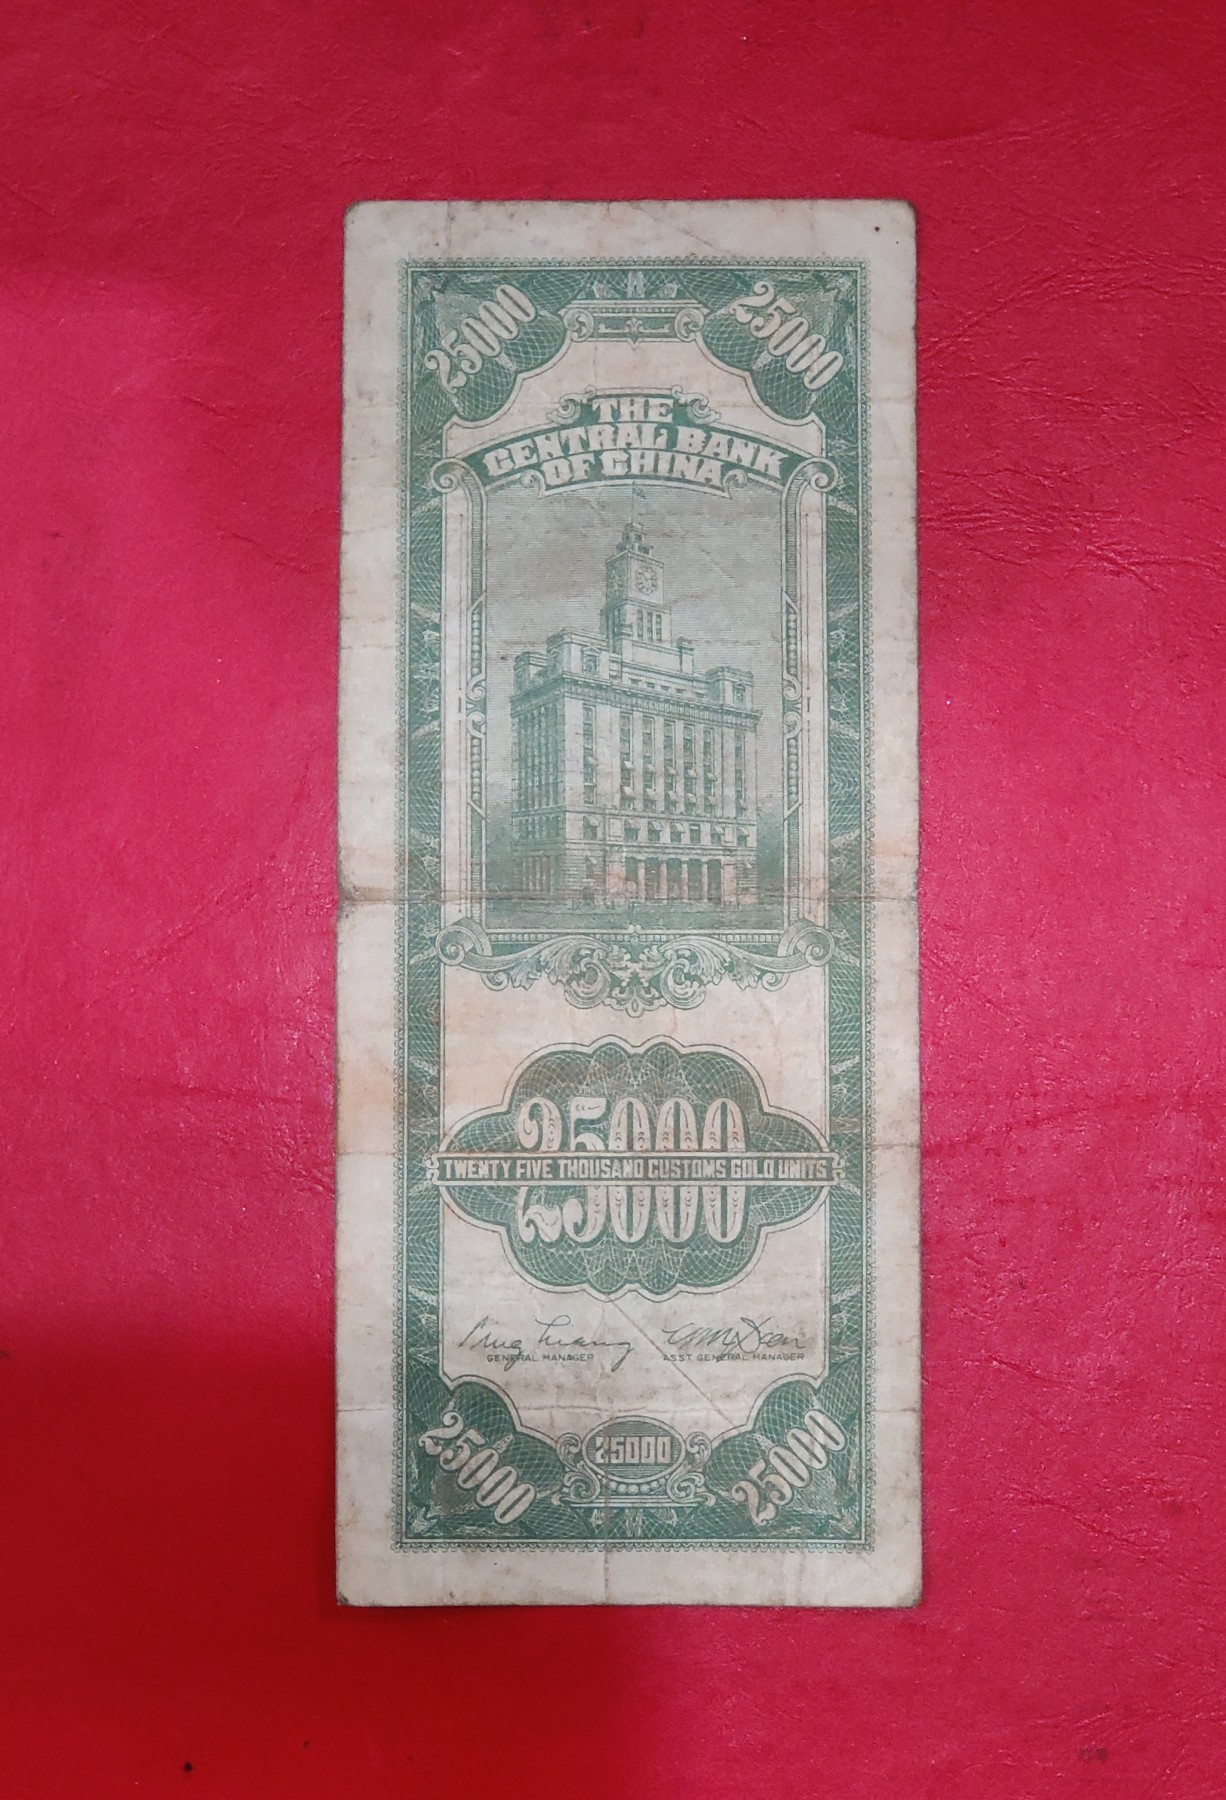 25000 25000
THE
CENTRAL BANK
OF CHINA
25000
TWENTY FIVE THOUSAND CUSTOMS GOLD UNITS
GENERAL MANAGER ASST GENERAL MANAGER
25000 25000 25000